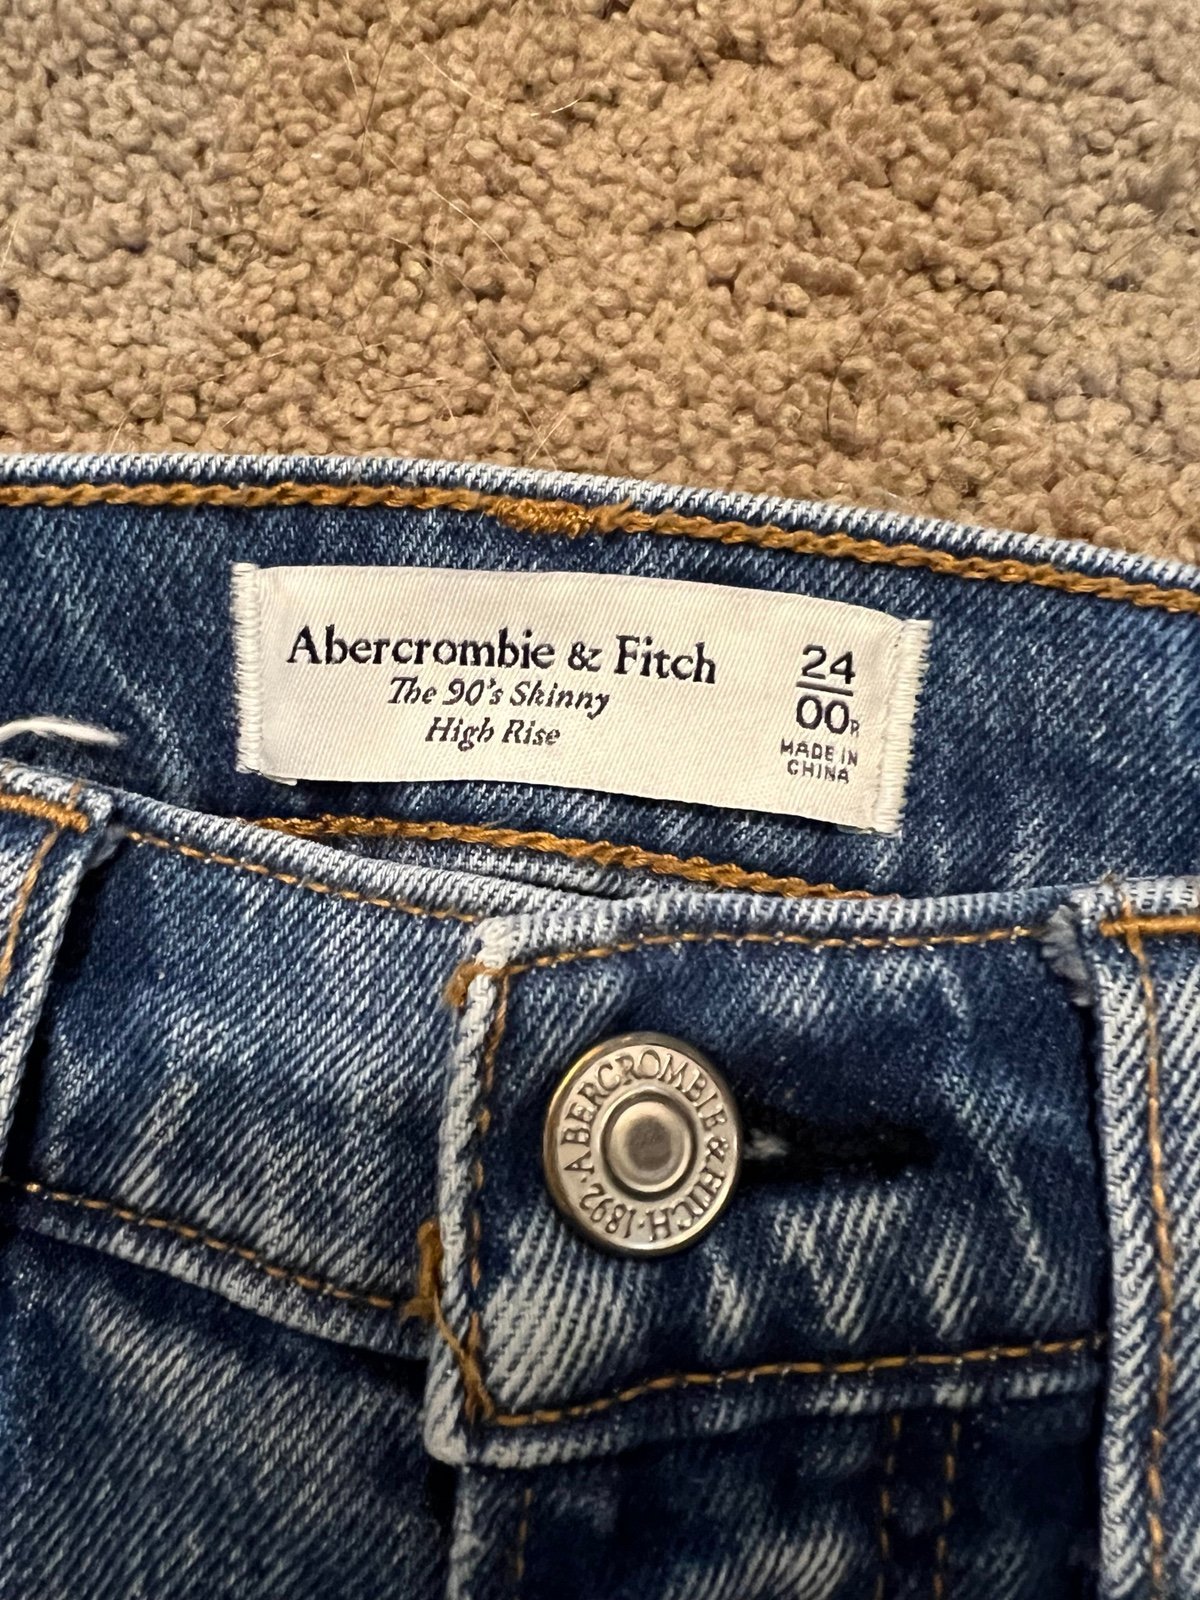 Abercrombie & Fitch
The 90's Skinny
High Rise
24
00R
MADE IN
CHINA
ABERCROMBIE & FITCH · 1892 ·